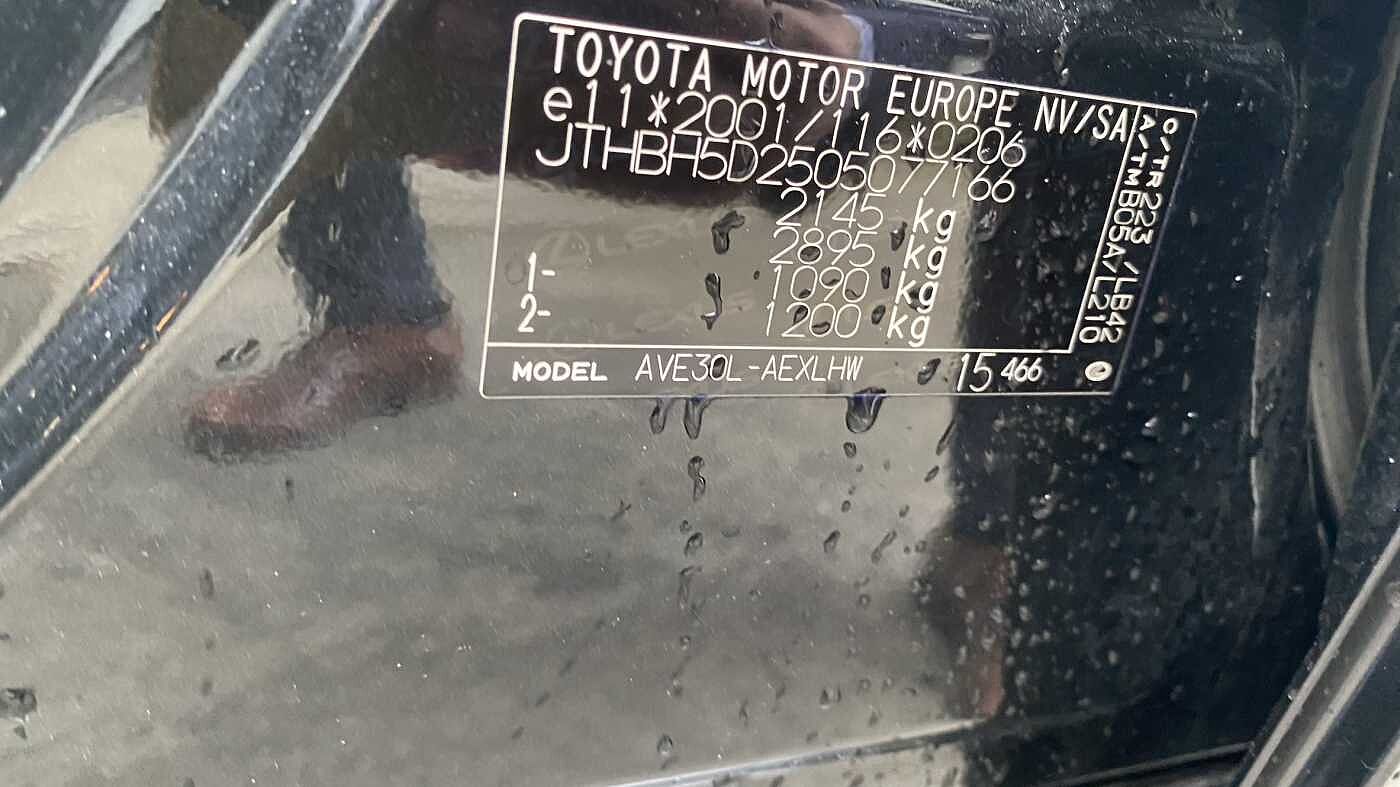 TOYOTA MOTOR EUROPE NV/SA
e11*2001/116*0206
JTHBH5D2505077166
2145 kg
2895 kg
1- 1090 kg
2- 1200 kg
C/TR 223 /LB42
A/TM B05A/L210
MODEL AVE30L-AEXLHW 15 466